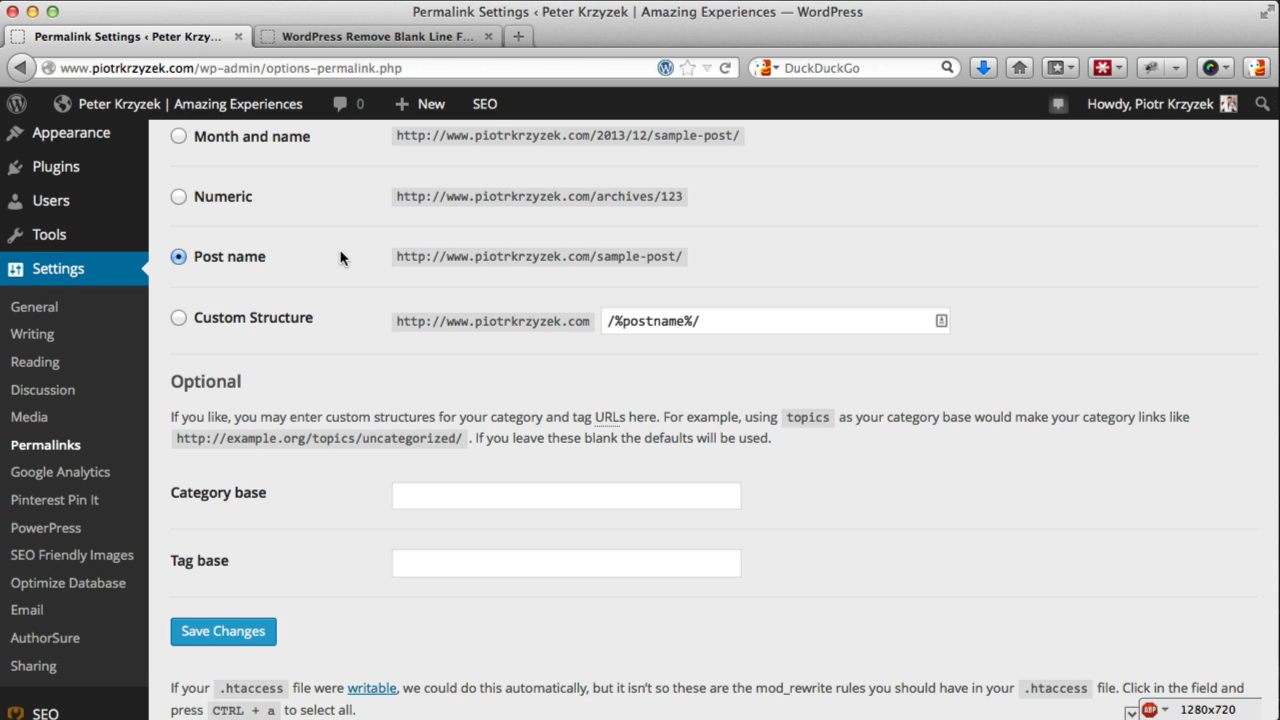 Permalink Settings ‹ Peter Krzyzek | Amazing Experiences — WordPress
Permalink Settings ‹ Peter Krzy...
WordPress Remove Blank Line F...
www.piotrkrzyzek.com/wp-admin/options-permalink.php
DuckDuckGo
Peter Krzyzek | Amazing Experiences
0
New
SEO
Howdy, Piotr Krzyzek
Appearance
Plugins
Users
Tools
Settings
General
Writing
Reading
Discussion
Media
Permalinks
Google Analytics
Pinterest Pin It
PowerPress
SEO Friendly Images
Optimize Database
Email
AuthorSure
Sharing
SEO
Month and name http://www.piotrkrzyzek.com/2013/12/sample-post/
Numeric http://www.piotrkrzyzek.com/archives/123
Post name http://www.piotrkrzyzek.com/sample-post/
Custom Structure http://www.piotrkrzyzek.com /%postname%/
Optional
If you like, you may enter custom structures for your category and tag URLs here. For example, using topics as your category base would make your category links like
http://example.org/topics/uncategorized/ . If you leave these blank the defaults will be used.
Category base
Tag base
Save Changes
If your .htaccess file were writable, we could do this automatically, but it isn't so these are the mod_rewrite rules you should have in your .htaccess file. Click in the field and
press CTRL + a to select all.
ABP
1280x720